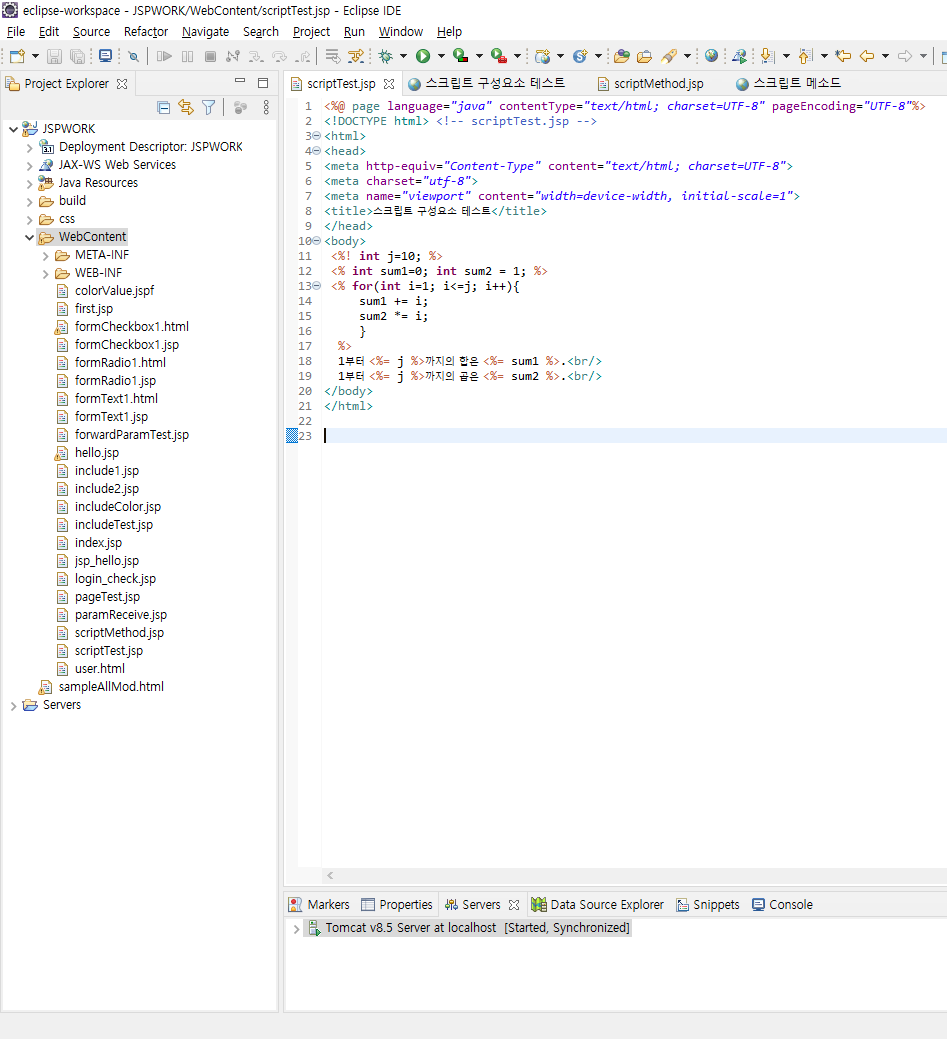 eclipse-workspace - JSPWORK/WebContent/scriptTest.jsp - Eclipse IDE
File Edit Source Refactor Navigate Search Project Run Window Help
Project Explorer
JSPWORK
Deployment Descriptor: JSPWORK
JAX-WS Web Services
Java Resources
build
css
WebContent
META-INF
WEB-INF
colorValue.jspf
first.jsp
formCheckbox1.html
formCheckbox1.jsp
formRadio1.html
formRadio1.jsp
formText1.html
formText1.jsp
forwardParamTest.jsp
hello.jsp
include1.jsp
include2.jsp
includeColor.jsp
includeTest.jsp
index.jsp
jsp_hello.jsp
login_check.jsp
pageTest.jsp
paramReceive.jsp
scriptMethod.jsp
scriptTest.jsp
user.html
sampleAllMod.html
Servers
scriptTest.jsp 스크립트 구성요소 테스트 scriptMethod.jsp 스크립트 메소드
1 <%@ page language="java" contentType="text/html; charset=UTF-8" pageEncoding="UTF-8"%>
2 <!DOCTYPE html> <!-- scriptTest.jsp -->
3 <html>
4 <head>
5 <meta http-equiv="Content-Type" content="text/html; charset=UTF-8">
6 <meta charset="utf-8">
7 <meta name="viewport" content="width=device-width, initial-scale=1">
8 <title>스크립트 구성요소 테스트</title>
9 </head>
10 <body>
11 <%! int j=10; %>
12 <% int sum1=0; int sum2 = 1; %>
13 <% for(int i=1; i<=j; i++){
14 sum1 += i;
15 sum2 *= i;
16 }
17 %>
18 1부터 <%= j %>까지의 합은 <%= sum1 %>.<br/>
19 1부터 <%= j %>까지의 곱은 <%= sum2 %>.<br/>
20 </body>
21 </html>
22
23
Markers Properties Servers Data Source Explorer Snippets Console
Tomcat v8.5 Server at localhost [Started, Synchronized]